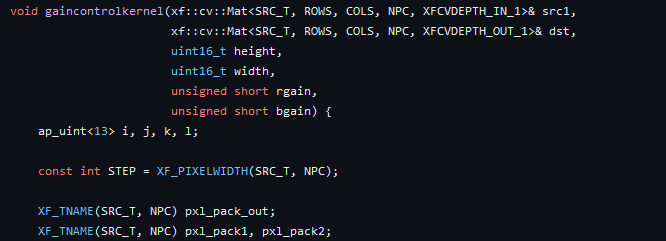 void gaincontrolkernel(xf::cv::Mat<SRC_T, ROWS, COLS, NPC, XFCVDEPTH_IN_1>& src1,
xf::cv::Mat<SRC_T, ROWS, COLS, NPC, XFCVDEPTH_OUT_1>& dst,
uint16_t height,
uint16_t width,
unsigned short rgain,
unsigned short bgain) {
ap_uint<13> i, j, k, l;
const int STEP = XF_PIXELWIDTH(SRC_T, NPC);
XF_TNAME(SRC_T, NPC) pxl_pack_out;
XF_TNAME(SRC_T, NPC) pxl_pack1, pxl_pack2;